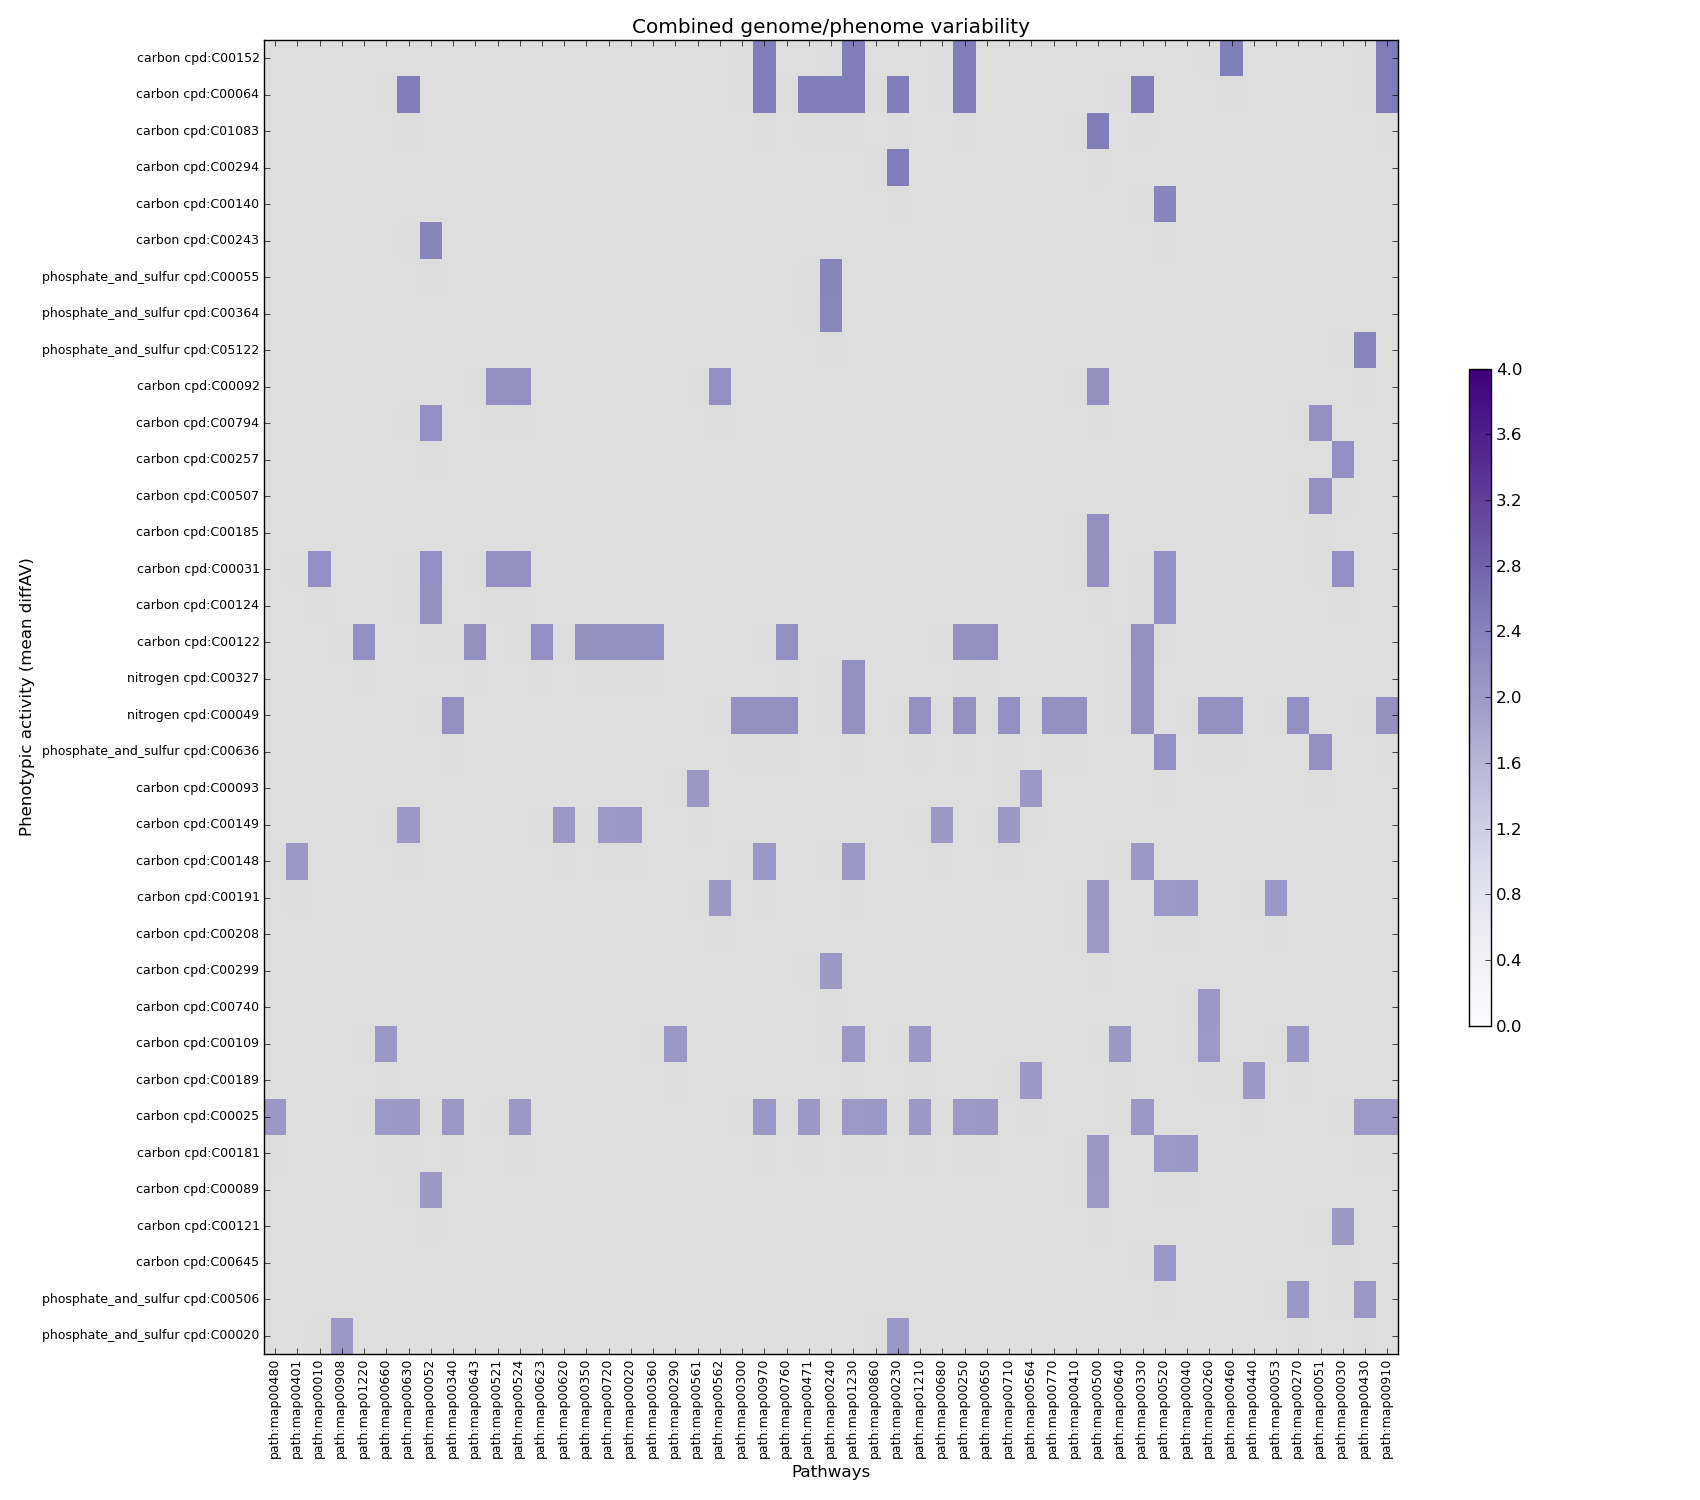 Combined genome/phenome variability
carbon cpd:C00152
carbon cpd:C00064
carbon cpd:C01083
carbon cpd:C00294
carbon cpd:C00140
carbon cpd:C00243
phosphate_and_sulfur cpd:C00055
phosphate_and_sulfur cpd:C00364
phosphate_and_sulfur cpd:C05122
carbon cpd:C00092
carbon cpd:C00794
carbon cpd:C00257
carbon cpd:C00507
carbon cpd:C00185
carbon cpd:C00031
carbon cpd:C00124
carbon cpd:C00122
nitrogen cpd:C00327
nitrogen cpd:C00049
phosphate_and_sulfur cpd:C00636
carbon cpd:C00093
carbon cpd:C00149
carbon cpd:C00148
carbon cpd:C00191
carbon cpd:C00208
carbon cpd:C00299
carbon cpd:C00740
carbon cpd:C00109
carbon cpd:C00189
carbon cpd:C00025
carbon cpd:C00181
carbon cpd:C00089
carbon cpd:C00121
carbon cpd:C00645
phosphate_and_sulfur cpd:C00506
phosphate_and_sulfur cpd:C00020
Phenotypic activity (mean diffAV)
path:map00480
path:map00401
path:map00010
path:map00908
path:map01220
path:map00660
path:map00630
path:map00052
path:map00340
path:map00643
path:map00521
path:map00524
path:map00623
path:map00620
path:map00350
path:map00720
path:map00020
path:map00360
path:map00290
path:map00561
path:map00562
path:map00300
path:map00970
path:map00760
path:map00471
path:map00240
path:map01230
path:map00860
path:map00230
path:map01210
path:map00680
path:map00250
path:map00650
path:map00710
path:map00564
path:map00770
path:map00410
path:map00500
path:map00640
path:map00330
path:map00520
path:map00040
path:map00260
path:map00460
path:map00440
path:map00053
path:map00270
path:map00051
path:map00030
path:map00430
path:map00910
Pathways
4.0
3.6
3.2
2.8
2.4
2.0
1.6
1.2
0.8
0.4
0.0